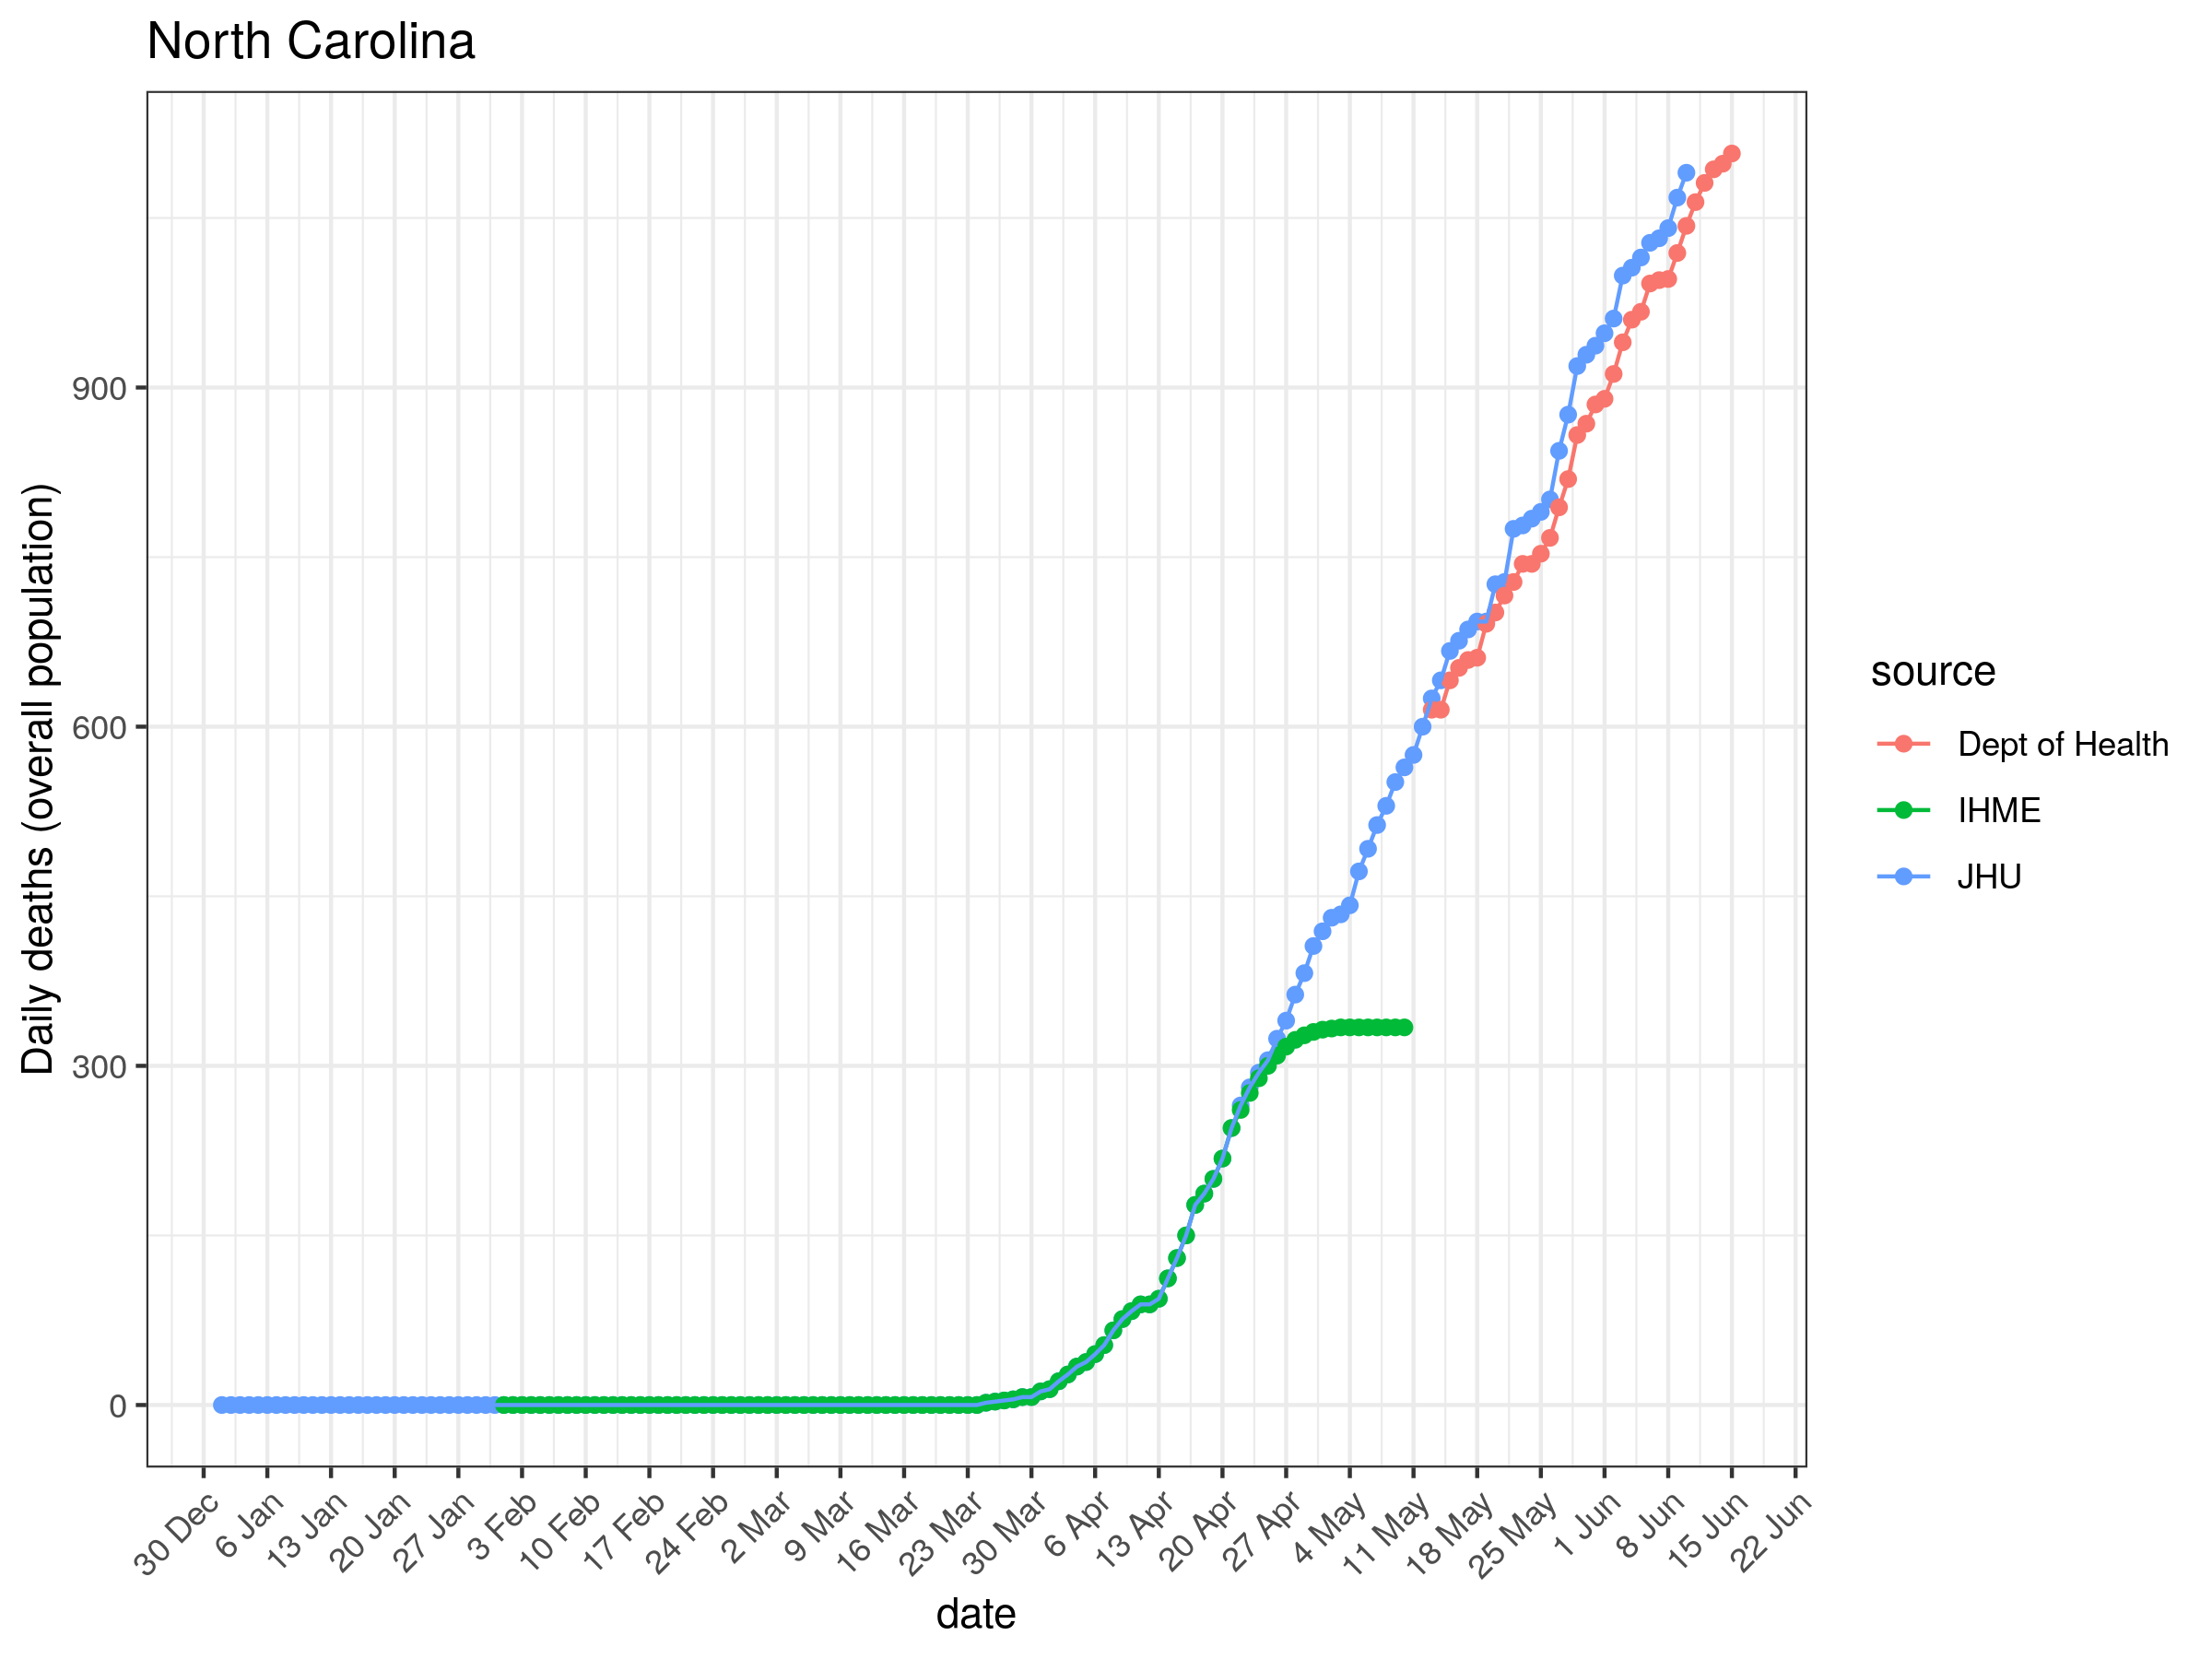 North Carolina
Daily deaths (overall population)
900
600
300
0
30 Dec
6 Jan
13 Jan
20 Jan
27 Jan
3 Feb
10 Feb
17 Feb
24 Feb
2 Mar
9 Mar
16 Mar
23 Mar
30 Mar
6 Apr
13 Apr
20 Apr
27 Apr
4 May
11 May
18 May
25 May
1 Jun
8 Jun
15 Jun
22 Jun
date
source
Dept of Health
IHME
JHU